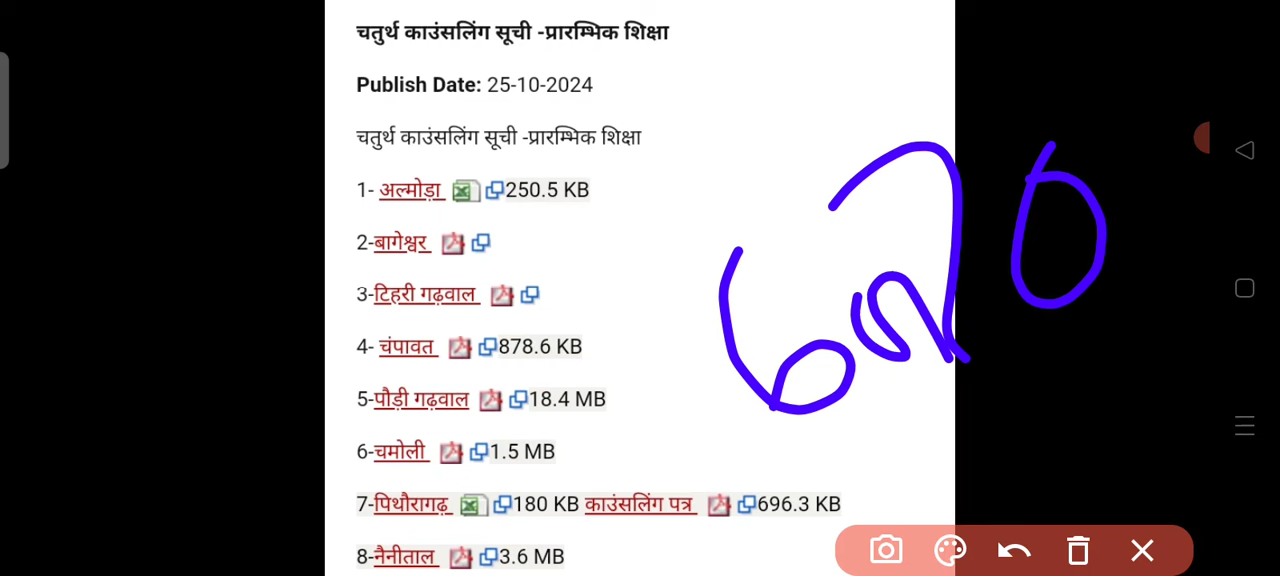 चतुर्थ काउंसलिंग सूची -प्रारम्भिक शिक्षा
Publish Date: 25-10-2024
चतुर्थ काउंसलिंग सूची -प्रारम्भिक शिक्षा
1- अल्मोड़ा 250.5 KB
2-बागेश्वर
3-टिहरी गढ़वाल
4- चंपावत 878.6 KB
5-पौड़ी गढ़वाल 18.4 MB
6-चमोली 1.5 MB
7-पिथौरागढ़ 180 KB काउंसलिंग पत्र 696.3 KB
8-नैनीताल 3.6 MB
620